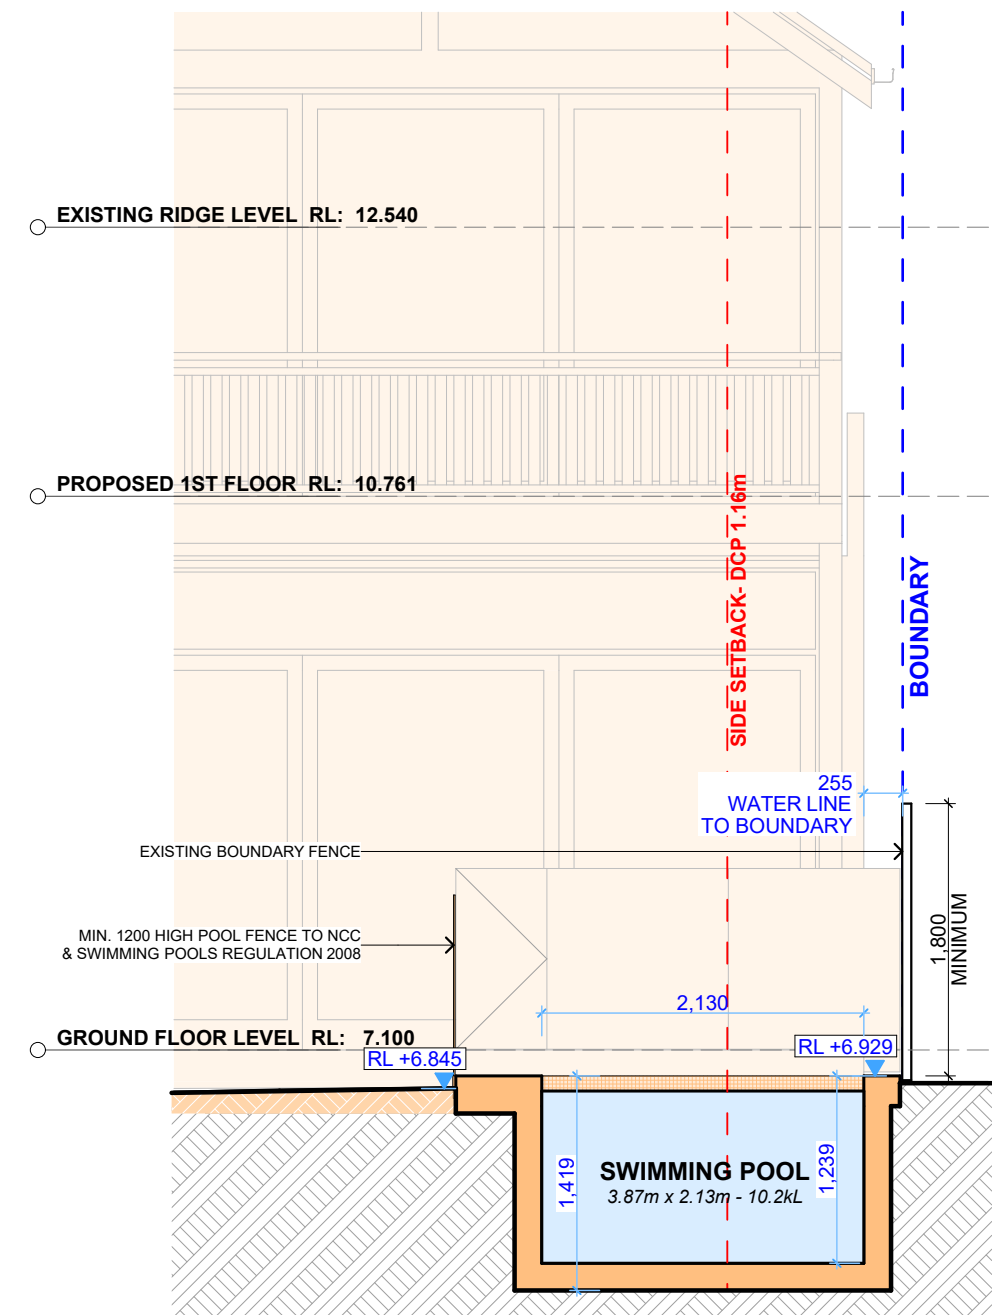 EXISTING RIDGE LEVEL RL: 12.540
PROPOSED 1ST FLOOR RL: 10.761
SIDE SETBACK- DCP 1.16m
BOUNDARY
255
WATER LINE
TO BOUNDARY
EXISTING BOUNDARY FENCE
MIN. 1200 HIGH POOL FENCE TO NCC
& SWIMMING POOLS REGULATION 2008
1,800
MINIMUM
2,130
GROUND FLOOR LEVEL RL: 7.100
RL +6.845
RL +6.929
1,419
SWIMMING POOL
3.87m x 2.13m - 10.2kL
1,239